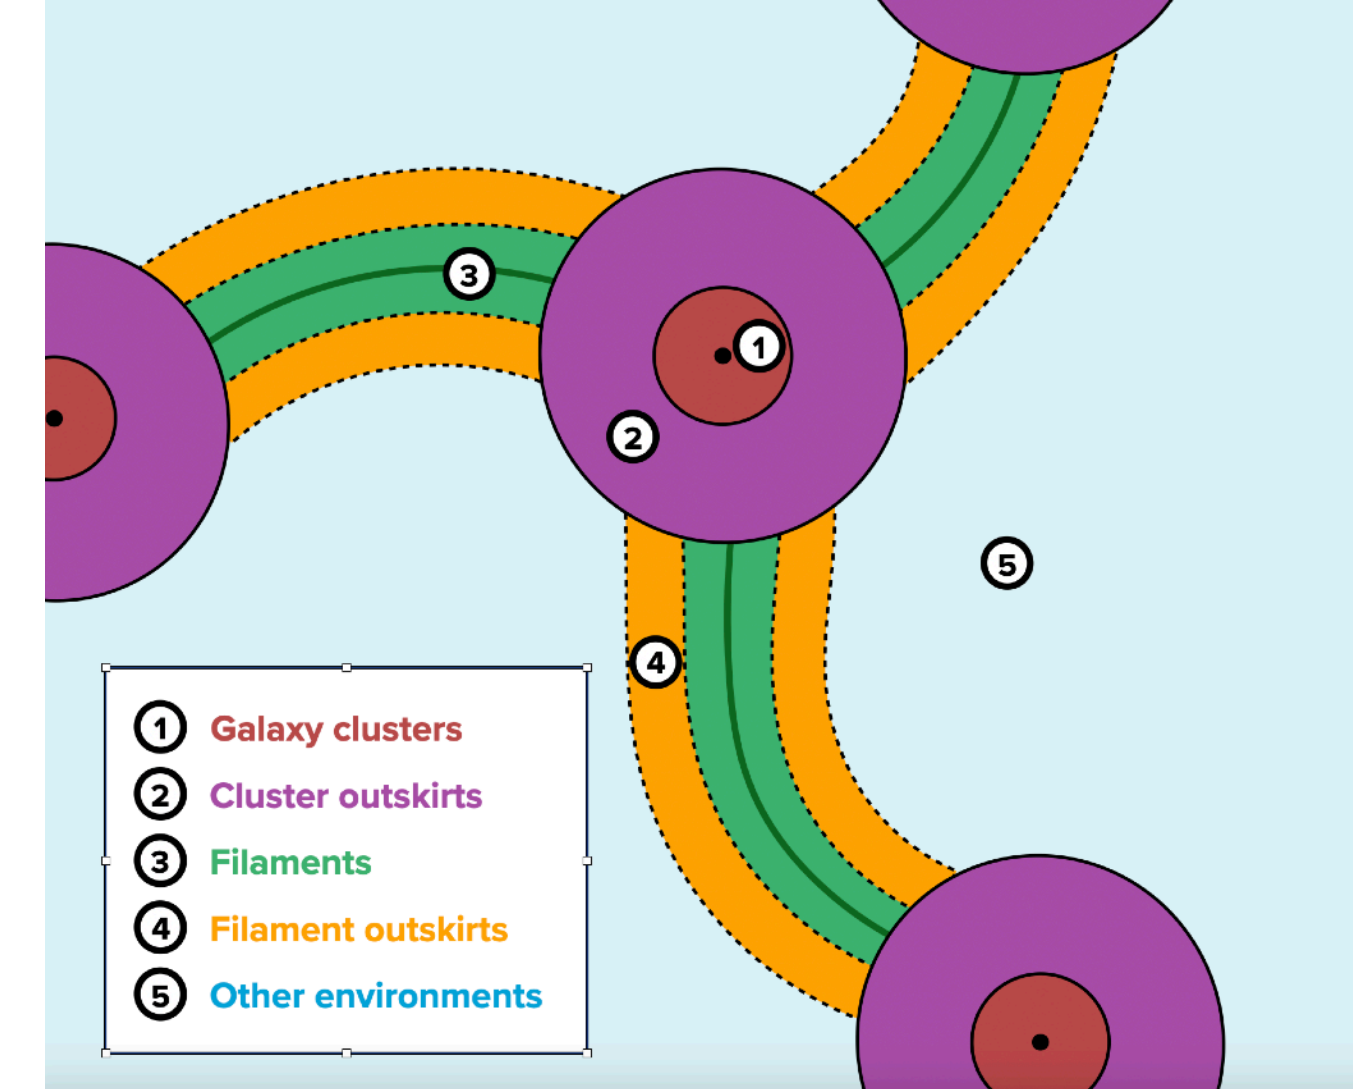 3
1
2
5
4
1 Galaxy clusters
2 Cluster outskirts
3 Filaments
4 Filament outskirts
5 Other environments